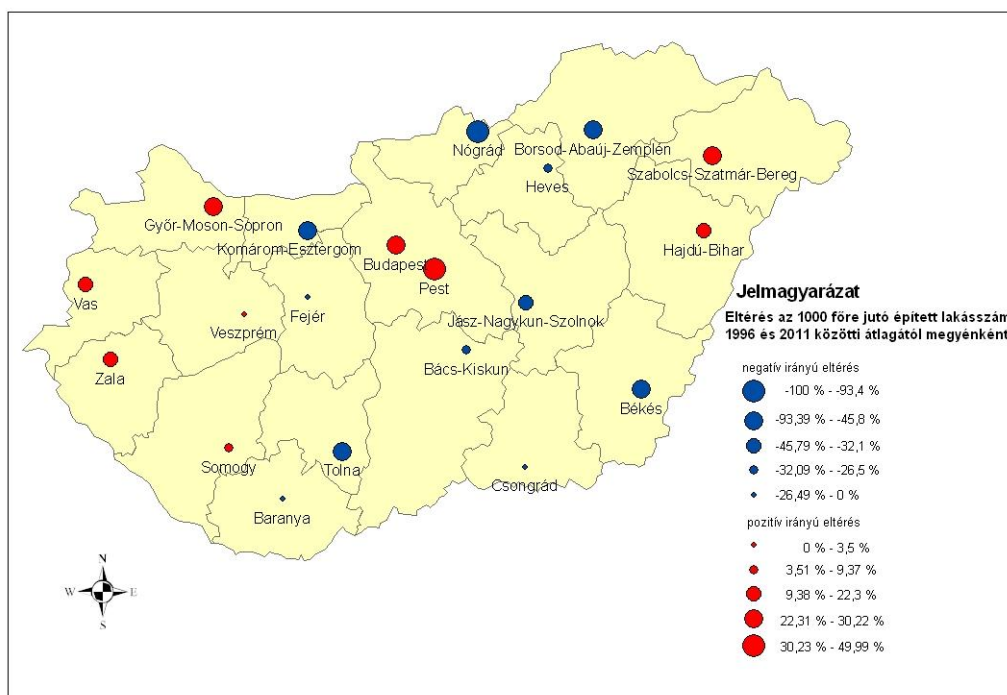 Nógrád
Borsod-Abaúj-Zemplén
Heves
Szabolcs-Szatmár-Bereg
Győr-Moson-Sopron
Komárom-Esztergom
Budapest
Pest
Hajdú-Bihar
Vas
Veszprém
Fejér
Jász-Nagykun-Szolnok
Zala
Bács-Kiskun
Békés
Somogy
Tolna
Csongrád
Baranya
N
W E
S
Jelmagyarázat
Eltérés az 1000 főre jutó épített lakásszám
1996 és 2011 közötti átlagától megyénként
negatív irányú eltérés
-100 % - -93,4 %
-93,39 % - -45,8 %
-45,79 % - -32,1 %
-32,09 % - -26,5 %
-26,49 % - 0 %
pozitív irányú eltérés
0 % - 3,5 %
3,51 % - 9,37 %
9,38 % - 22,3 %
22,31 % - 30,22 %
30,23 % - 49,99 %